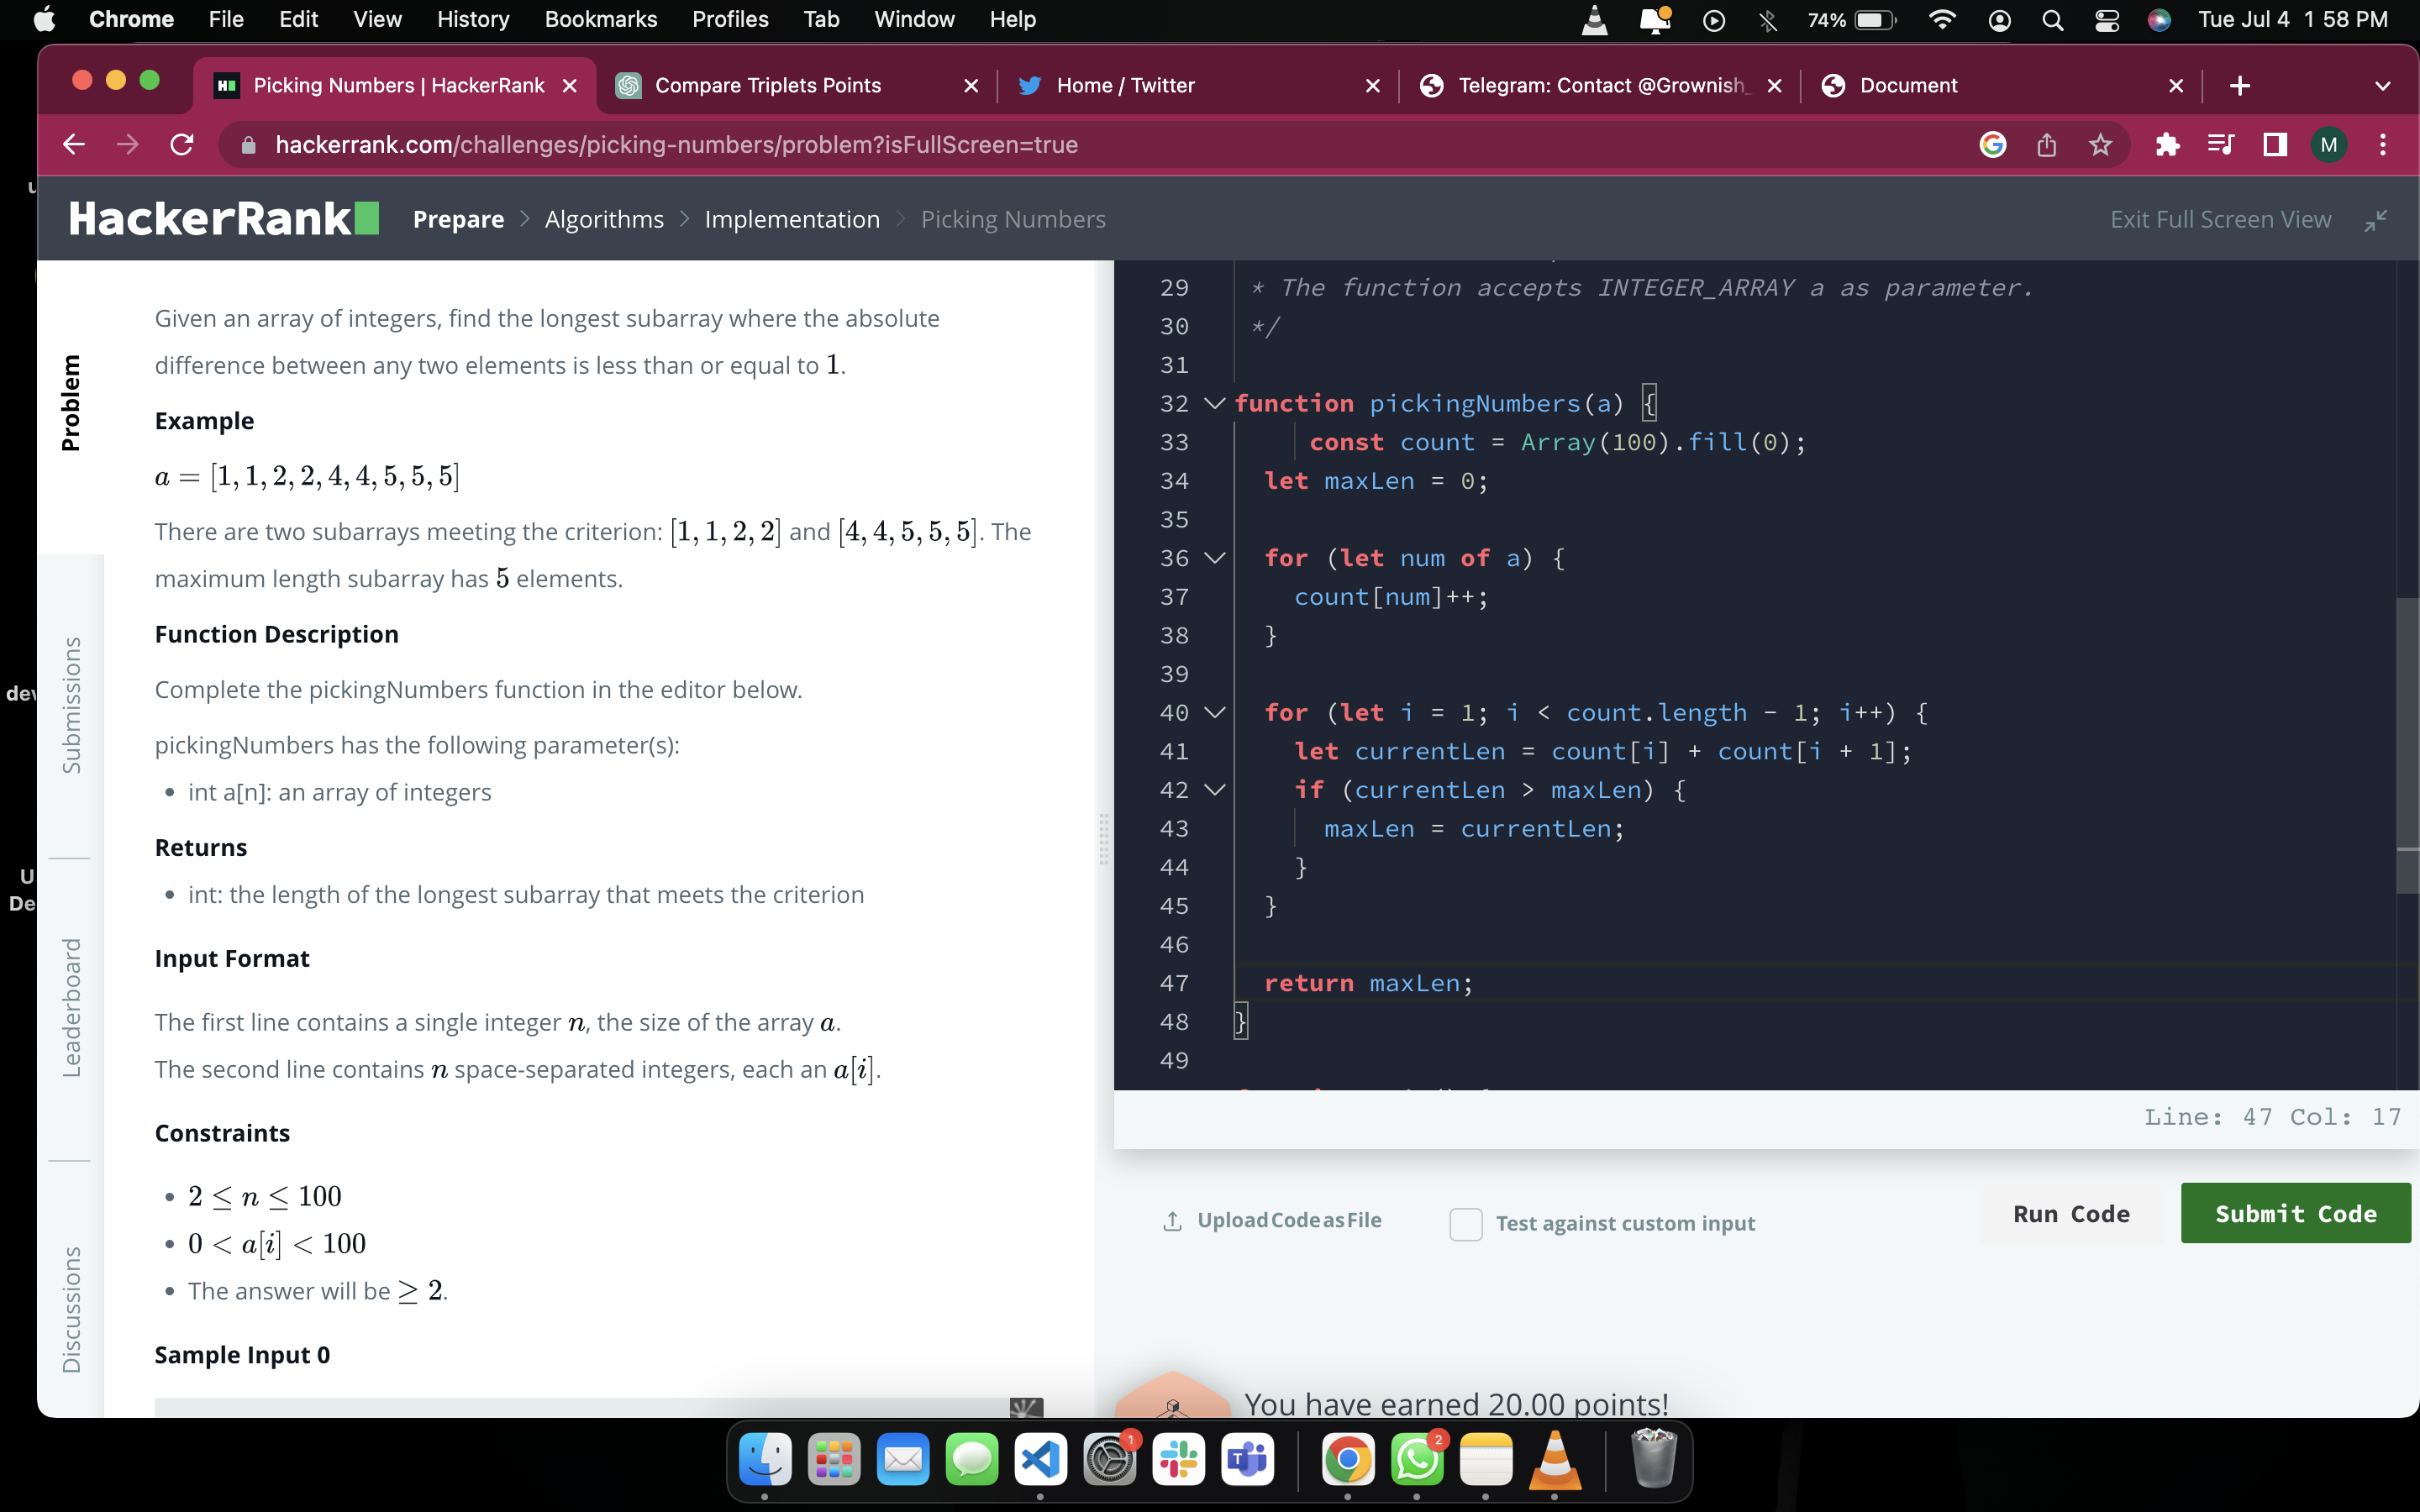 Chrome File Edit View History Bookmarks Profiles Tab Window Help 74% Tue Jul 4 1 58 PM
Picking Numbers | HackerRank Compare Triplets Points Home / Twitter Telegram: Contact @Grownish_ Document
hackerrank.com/challenges/picking-numbers/problem?isFullScreen=true M
HackerRank Prepare > Algorithms > Implementation > Picking Numbers Exit Full Screen View
Problem
Submissions
Leaderboard
Discussions
dev
U
De
Given an array of integers, find the longest subarray where the absolute
difference between any two elements is less than or equal to 1.
Example
a = [1, 1, 2, 2, 4, 4, 5, 5, 5]
There are two subarrays meeting the criterion: [1, 1, 2, 2] and [4, 4, 5, 5, 5]. The
maximum length subarray has 5 elements.
Function Description
Complete the pickingNumbers function in the editor below.
pickingNumbers has the following parameter(s):
• int a[n]: an array of integers
Returns
• int: the length of the longest subarray that meets the criterion
Input Format
The first line contains a single integer n, the size of the array a.
The second line contains n space-separated integers, each an a[i].
Constraints
• 2 ≤ n ≤ 100
• 0 < a[i] < 100
• The answer will be ≥ 2.
Sample Input 0
29 * The function accepts INTEGER_ARRAY a as parameter.
30 */
31
32 function pickingNumbers(a) {
33 const count = Array(100).fill(0);
34 let maxLen = 0;
35
36 for (let num of a) {
37 count[num]++;
38 }
39
40 for (let i = 1; i < count.length - 1; i++) {
41 let currentLen = count[i] + count[i + 1];
42 if (currentLen > maxLen) {
43 maxLen = currentLen;
44 }
45 }
46
47 return maxLen;
48 }
49
Line: 47 Col: 17
Upload Code as File Test against custom input Run Code Submit Code
You have earned 20.00 points!
1 2